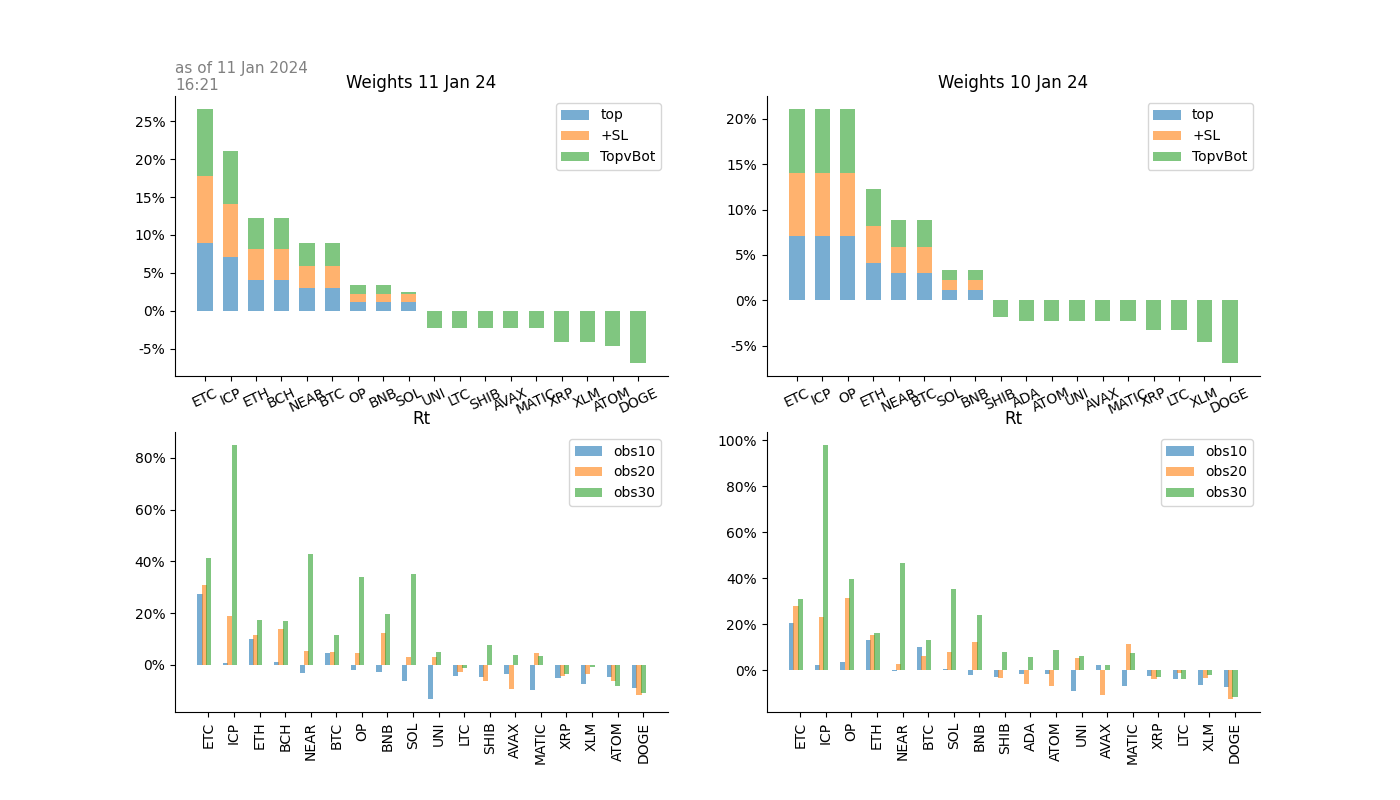 as of 11 Jan 2024
16:21
Weights 11 Jan 24
25%
20%
15%
10%
5%
0%
-5%
top
+SL
TopvBot
ETC ICP ETH BCH NEAR BTC OP BNB SOL UNI LTC SHIB AVAX MATIC XRP XLM ATOM DOGE
Weights 10 Jan 24
20%
15%
10%
5%
0%
-5%
top
+SL
TopvBot
ETC ICP OP ETH NEAR BTC SOL BNB SHIB ADA ATOM UNI AVAX MATIC XRP LTC XLM DOGE
Rt
80%
60%
40%
20%
0%
obs10
obs20
obs30
ETC ICP ETH BCH NEAR BTC OP BNB SOL UNI LTC SHIB AVAX MATIC XRP XLM ATOM DOGE
Rt
100%
80%
60%
40%
20%
0%
obs10
obs20
obs30
ETC ICP OP ETH NEAR BTC SOL BNB SHIB ADA ATOM UNI AVAX MATIC XRP LTC XLM DOGE